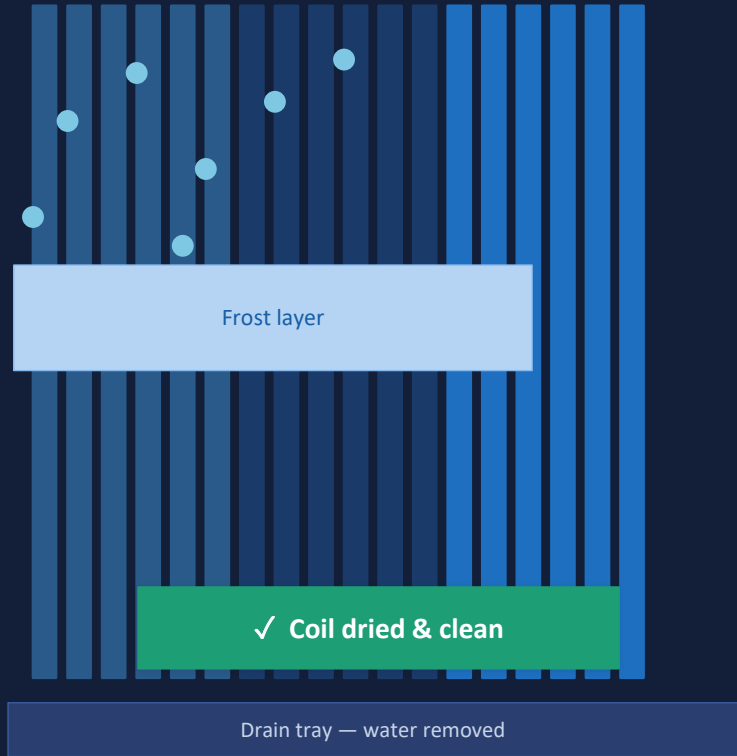 Frost layer
✓ Coil dried & clean
Drain tray — water removed